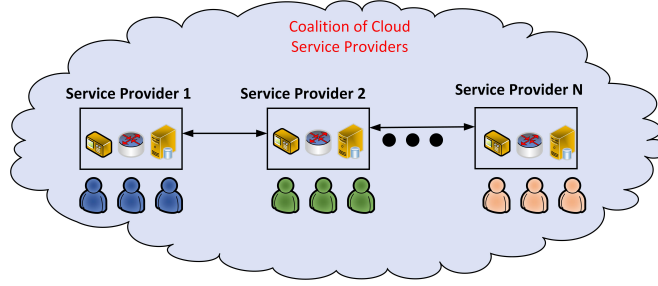 Coalition of Cloud
Service Providers
Service Provider 1
Service Provider 2
Service Provider N